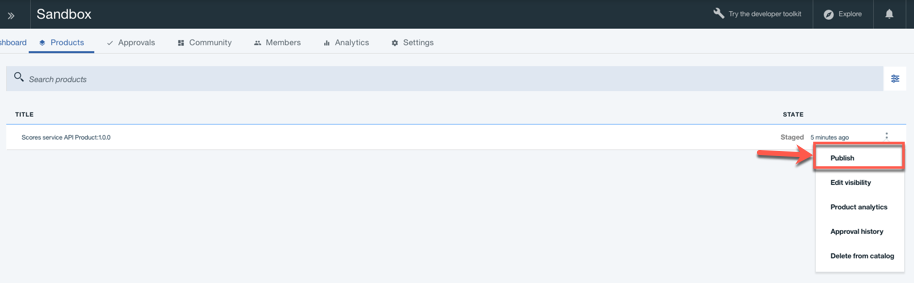 Sandbox
Try the developer toolkit
Explore
shboard
Products
Approvals
Community
Members
Analytics
Settings
Search products
TITLE
STATE
Scores service API Product:1.0.0
Staged
5 minutes ago
Publish
Edit visibility
Product analytics
Approval history
Delete from catalog